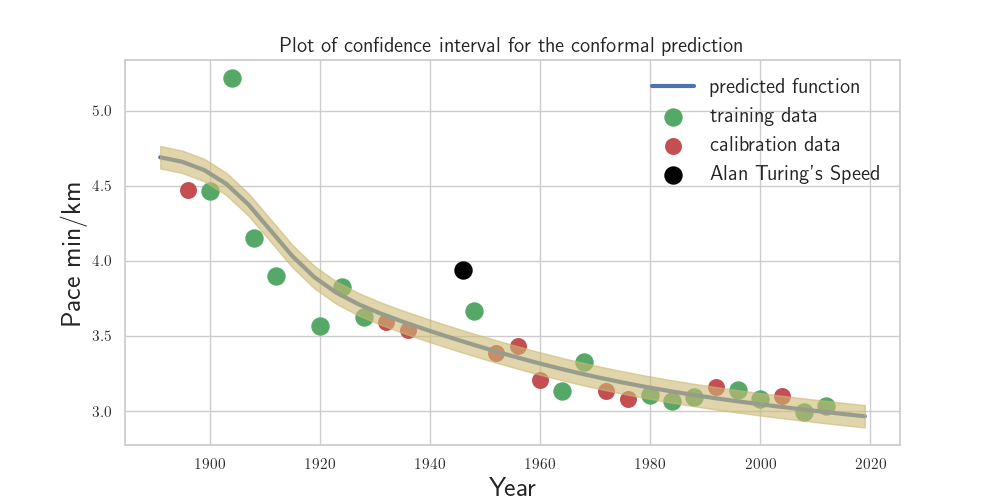 Plot of confidence interval for the conformal prediction
predicted function
training data
calibration data
Alan Turing's Speed
Pace min/km
5.0
4.5
4.0
3.5
3.0
1900 1920 1940 1960 1980 2000 2020
Year